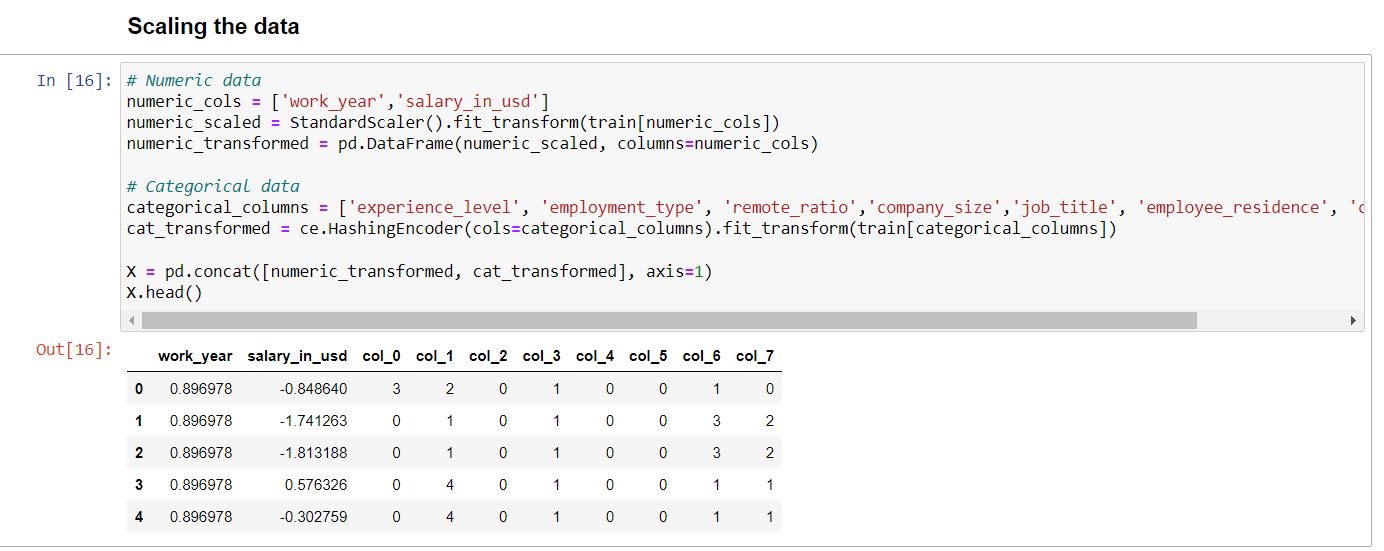 Scaling the data
In [16]:
# Numeric data
numeric_cols = ['work_year','salary_in_usd']
numeric_scaled = StandardScaler().fit_transform(train[numeric_cols])
numeric_transformed = pd.DataFrame(numeric_scaled, columns=numeric_cols)
# Categorical data
categorical_columns = ['experience_level', 'employment_type', 'remote_ratio','company_size','job_title', 'employee_residence', '
cat_transformed = ce.HashingEncoder(cols=categorical_columns).fit_transform(train[categorical_columns])
X = pd.concat([numeric_transformed, cat_transformed], axis=1)
X.head()
Out[16]:
work_year salary_in_usd col_0 col_1 col_2 col_3 col_4 col_5 col_6 col_7
0 0.896978 -0.848640 3 2 0 1 0 0 1 0
1 0.896978 -1.741263 0 1 0 1 0 0 3 2
2 0.896978 -1.813188 0 1 0 1 0 0 3 2
3 0.896978 0.576326 0 4 0 1 0 0 1 1
4 0.896978 -0.302759 0 4 0 1 0 0 1 1